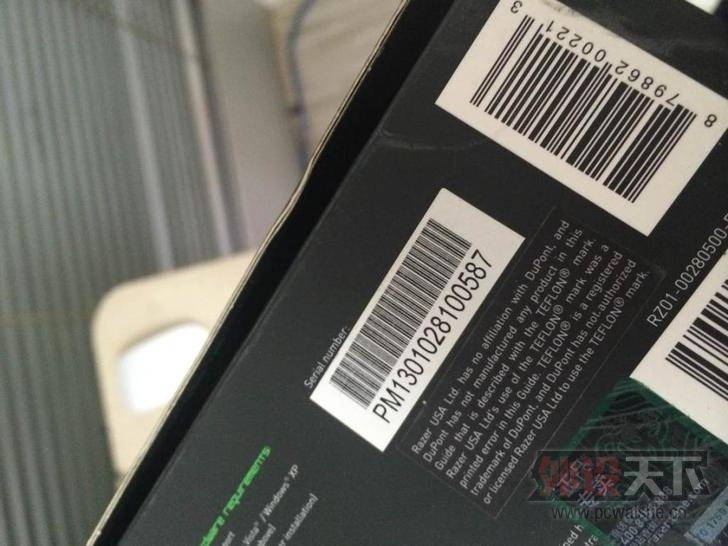 8 79862 00221 3
RZ01-00280500-
Serial number:
PM1301028100587
Razer USA Ltd. has no affiliation with DuPont, and
DuPont has not manufactured any product in this
Guide that is described with the TEFLON® mark.
Razer USA Ltd's use of the TEFLON® mark was a
printed error in this Guide. TEFLON® is a registered
trademark of DuPont, and DuPont has not authorized
or licensed Razer USA Ltd to use the TEFLON® mark.
requirements
Vista® / Windows® XP
installation)
外设天下
www.pcwaishe.cn